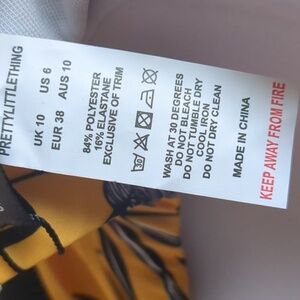 PRETTYLITTLETHING
UK 10 US 6
EUR 38 AUS 10
84% POLYESTER
16% ELASTANE
EXCLUSIVE OF TRIM
WASH AT 30 DEGREES
DO NOT BLEACH
DO NOT TUMBLE DRY
COOL IRON
DO NOT DRY CLEAN
MADE IN CHINA
KEEP AWAY FROM FIRE